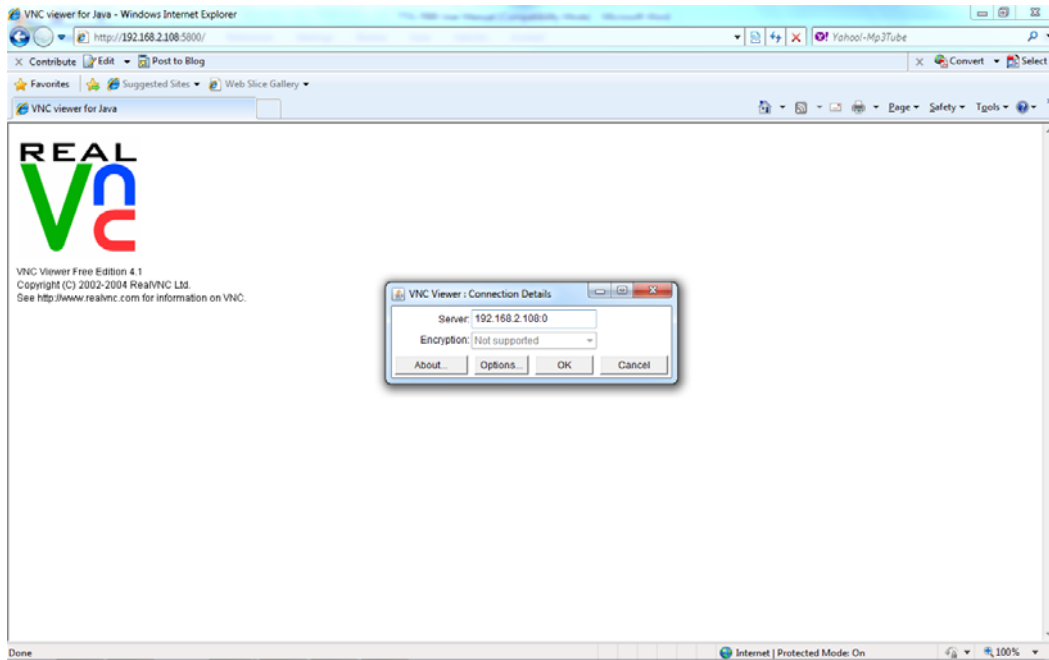 VNC viewer for Java - Windows Internet Explorer
http://192.168.2.108:5800/
Yahoo!-Mp3Tube
X Contribute Edit Post to Blog
x Convert Select
Favorites Suggested Sites Web Slice Gallery
VNC viewer for Java
Page Safety Tools
REAL
Vnc
VNC Viewer Free Edition 4.1
Copyright (C) 2002-2004 RealVNC Ltd.
See http://www.realvnc.com for information on VNC.
VNC Viewer : Connection Details
Server: 192.168.2.108:0
Encryption: Not supported
About... Options... OK Cancel
Done
Internet | Protected Mode: On
100%